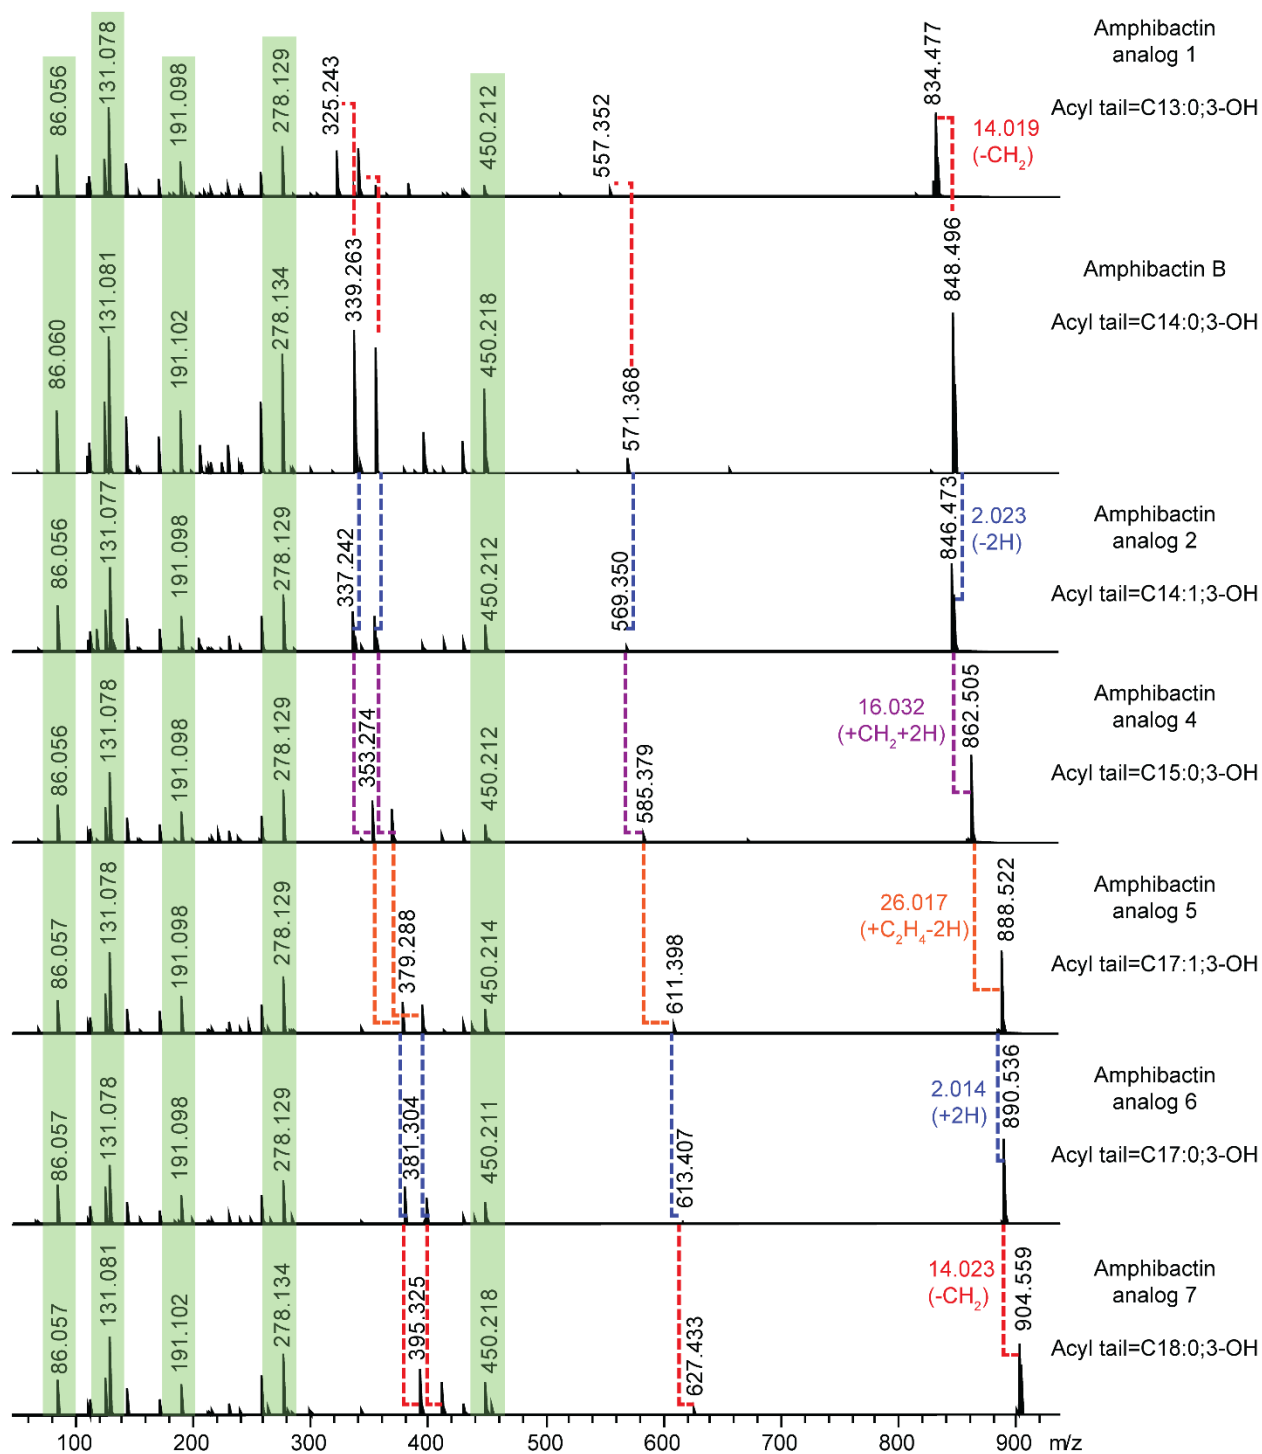 86.056
131.078
191.098
278.129
325.243
450.212
557.352
834.477
14.019
(-CH2)
Amphibactin
analog 1
Acyl tail=C13:0;3-OH
86.060
131.081
191.102
278.134
339.263
450.218
571.368
848.496
Amphibactin B
Acyl tail=C14:0;3-OH
86.056
131.077
191.098
278.129
337.242
450.212
569.350
846.473
2.023
(-2H)
Amphibactin
analog 2
Acyl tail=C14:1;3-OH
86.056
131.078
191.098
278.129
353.274
450.212
585.379
16.032
(+CH2+2H)
862.505
Amphibactin
analog 4
Acyl tail=C15:0;3-OH
86.057
131.078
191.098
278.129
379.288
450.214
611.398
26.017
(+C2H4-2H)
888.522
Amphibactin
analog 5
Acyl tail=C17:1;3-OH
86.057
131.078
191.098
278.129
381.304
450.211
613.407
2.014
(+2H)
890.536
Amphibactin
analog 6
Acyl tail=C17:0;3-OH
86.057
131.081
191.102
278.134
395.325
450.218
627.433
14.023
(-CH2)
904.559
Amphibactin
analog 7
Acyl tail=C18:0;3-OH
100 200 300 400 500 600 700 800 900 m/z